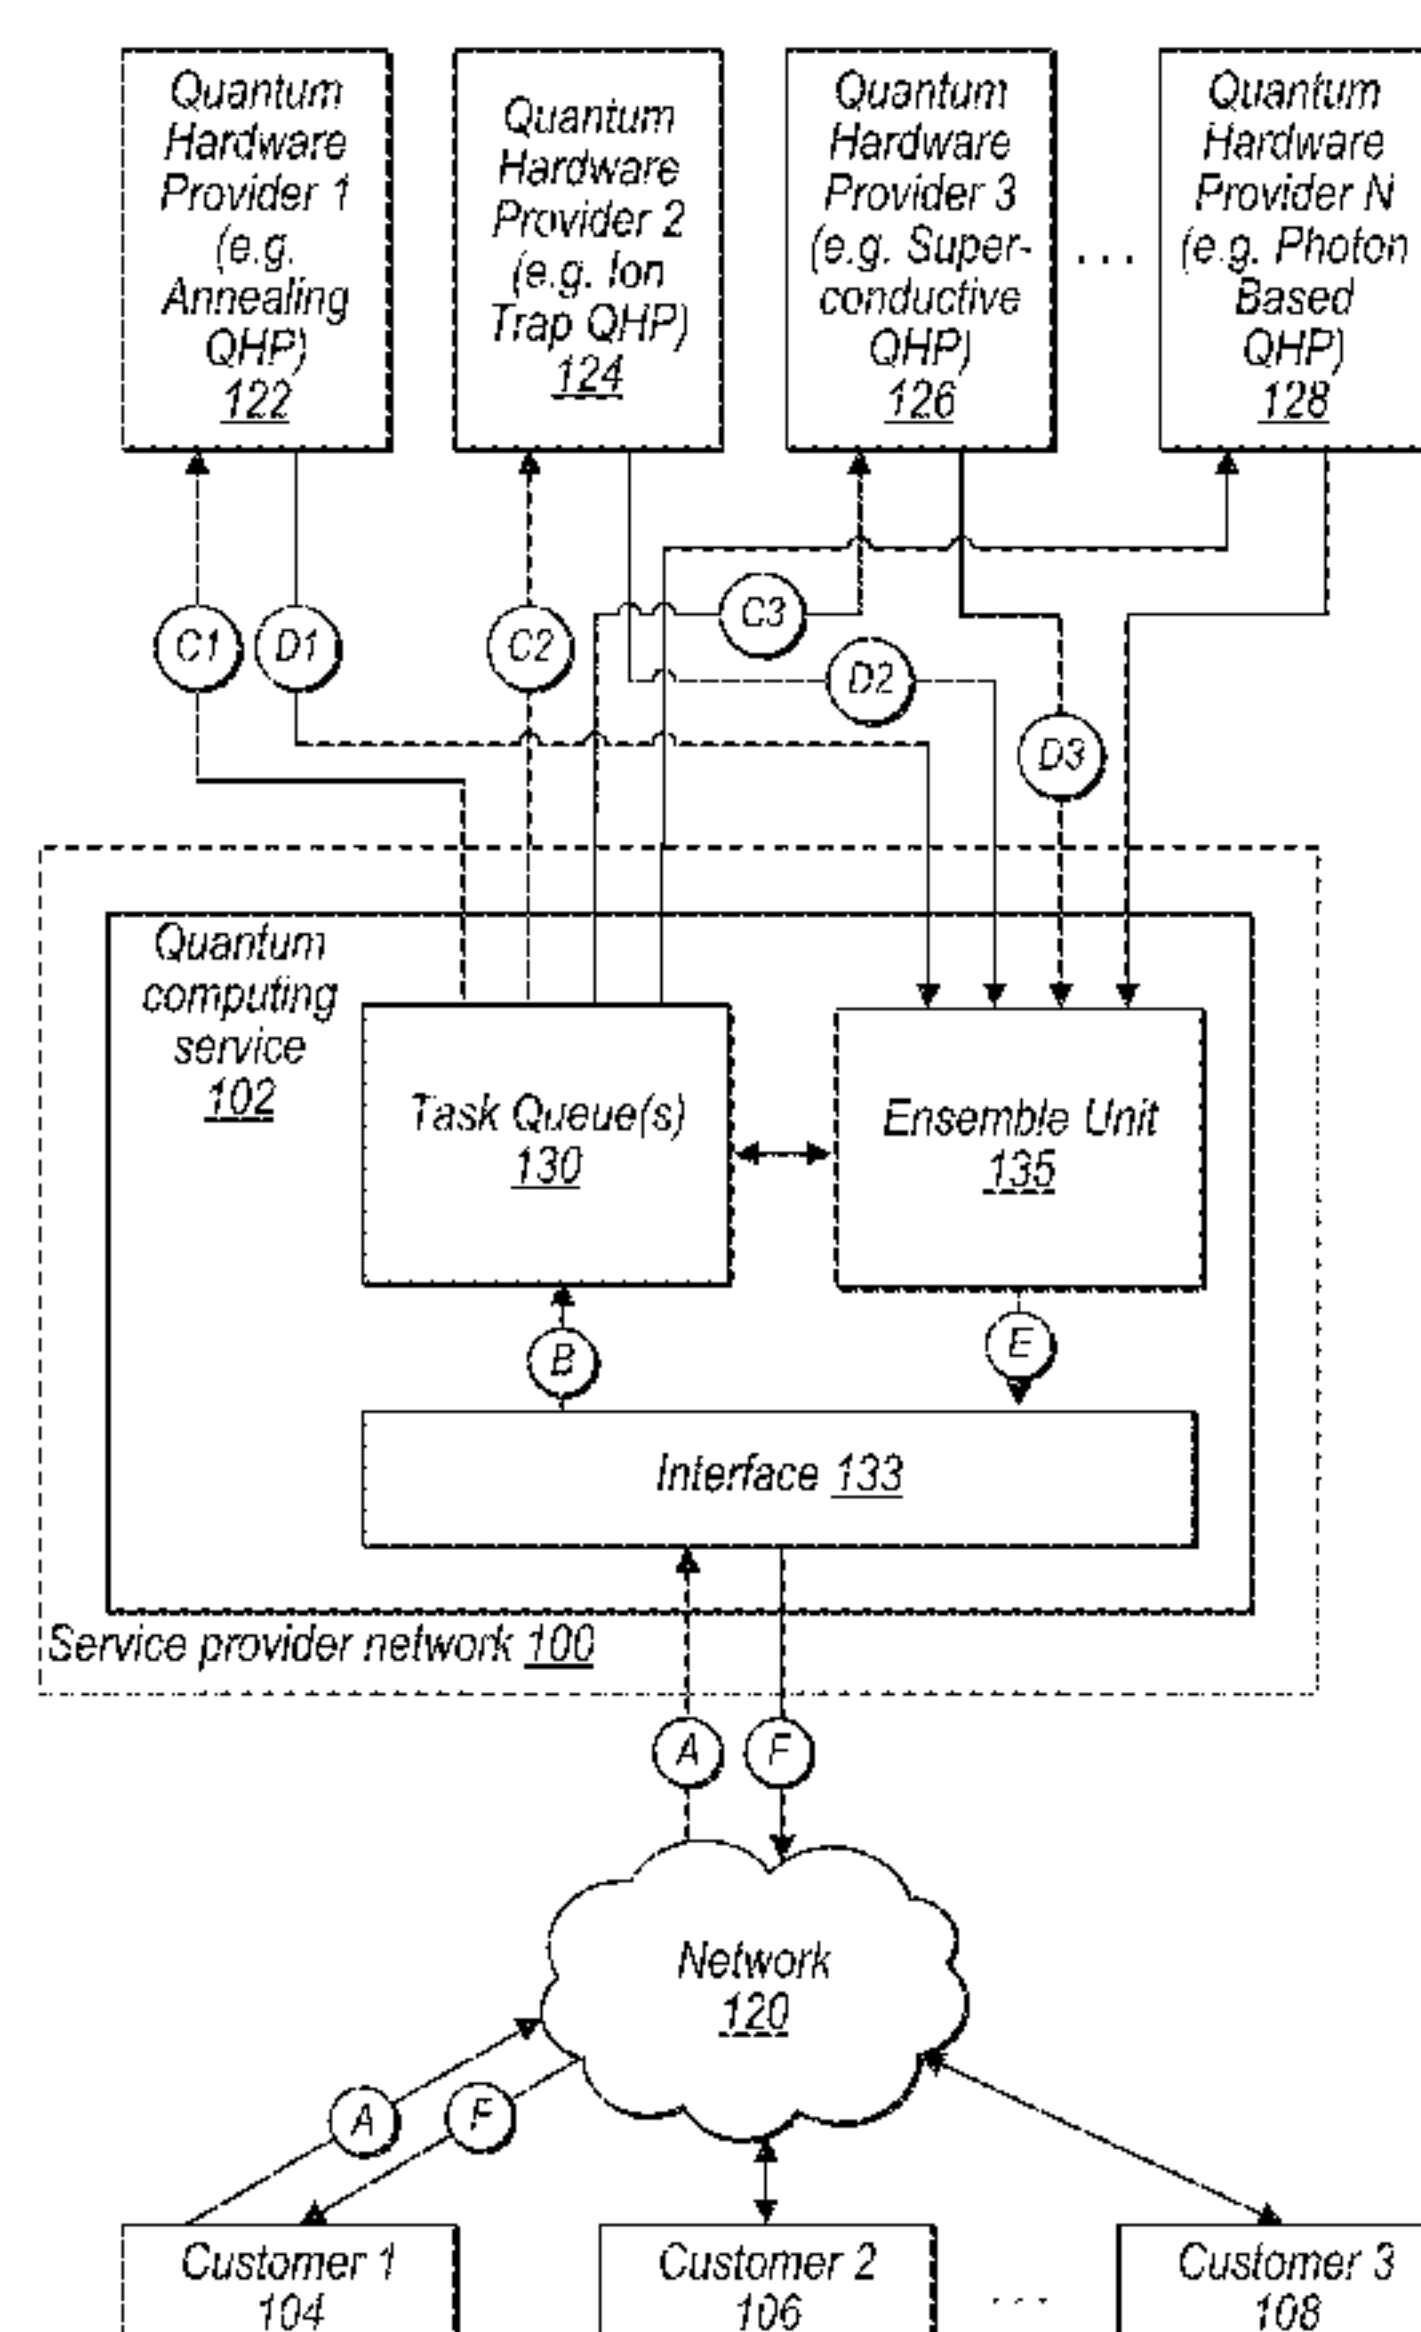 Quantum
Hardware
Provider 1
(e.g.
Annealing
QHP)
122
Quantum
Hardware
Provider 2
(e.g. Ion
Trap QHP)
124
Quantum
Hardware
Provider 3
(e.g. Super-
conductive
QHP)
126
...
Quantum
Hardware
Provider N
(e.g. Photon
Based
QHP)
128
C1
D1
C2
C3
D2
D3
Quantum
computing
service
102
Task Queue(s)
130
Ensemble Unit
135
B
E
Interface 133
Service provider network 100
A
F
Network
120
A
F
Customer 1
104
Customer 2
106
...
Customer 3
108